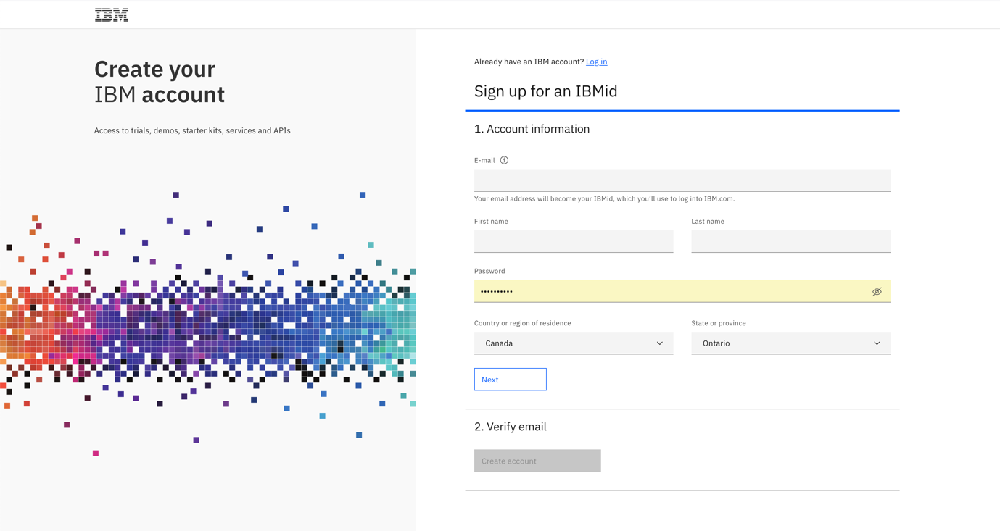 IBM
Create your
IBM account
Access to trials, demos, starter kits, services and APIs
Already have an IBM account? Log in
Sign up for an IBMid
1. Account information
E-mail
Your email address will become your IBMid, which you'll use to log into IBM.com.
First name
Last name
Password
••••••••••
Country or region of residence
State or province
Canada
Ontario
Next
2. Verify email
Create account